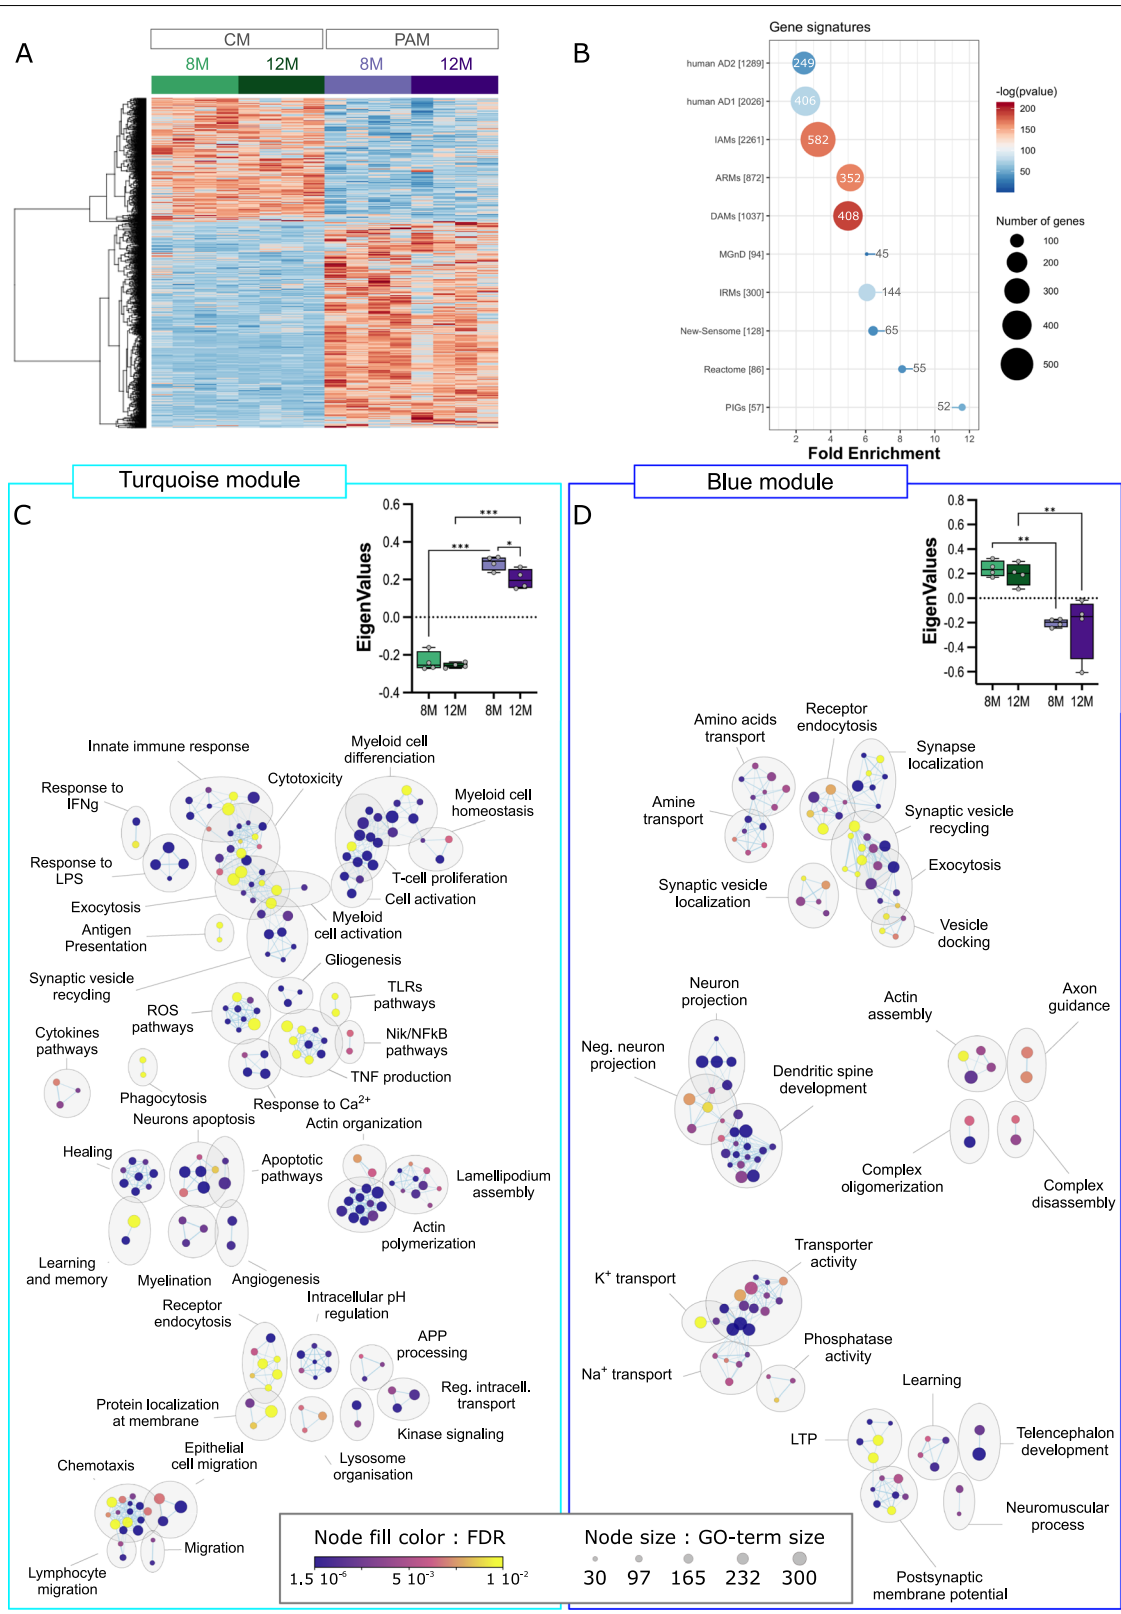 A
CM
PAM
8M
12M
8M
12M
B
Gene signatures
human AD2 [1289]
human AD1 [2026]
IAMs [2261]
ARMs [872]
DAMs [1037]
MGnD [94]
IRMs [300]
New-Sensome [128]
Reactome [86]
PIGs [57]
249
406
582
352
408
45
144
65
55
52
2 4 6 8 10 12
Fold Enrichment
-log(pvalue)
200
150
100
50
Number of genes
100
200
300
400
500
Turquoise module
C
EigenValues
0.6
0.4
0.2
0.0
-0.2
-0.4
***
***
*
8M 12M 8M 12M
Innate immune response
Myeloid cell
differenciation
Cytotoxicity
Response to
IFNg
Myeloid cell
homeostasis
Response to
LPS
T-cell proliferation
Cell activation
Exocytosis
Myeloid
cell activation
Antigen
Presentation
Gliogenesis
Synaptic vesicle
recycling
TLRs
pathways
ROS
pathways
Cytokines
pathways
Nik/NFkB
pathways
TNF production
Phagocytosis
Response to Ca2+
Neurons apoptosis
Actin organization
Healing
Apoptotic
pathways
Lamellipodium
assembly
Actin
polymerization
Learning
and memory
Myelination
Angiogenesis
Receptor
endocytosis
Intracellular pH
regulation
APP
processing
Reg. intracell.
transport
Protein localization
at membrane
Kinase signaling
Lysosome
organisation
Epithelial
cell migration
Chemotaxis
Migration
Lymphocyte
migration
Blue module
D
EigenValues
0.8
0.6
0.4
0.2
0.0
-0.2
-0.4
-0.6
**
**
8M 12M 8M 12M
Amino acids
transport
Receptor
endocytosis
Synapse
localization
Amine
transport
Synaptic vesicle
recycling
Exocytosis
Synaptic vesicle
localization
Vesicle
docking
Neuron
projection
Actin
assembly
Axon
guidance
Neg. neuron
projection
Dendritic spine
development
Complex
oligomerization
Complex
disassembly
Transporter
activity
K+ transport
Phosphatase
activity
Na+ transport
Learning
LTP
Telencephalon
development
Neuromuscular
process
Postsynaptic
membrane potential
Node fill color : FDR
1.5 10-6 5 10-3 1 10-2
Node size : GO-term size
30 97 165 232 300